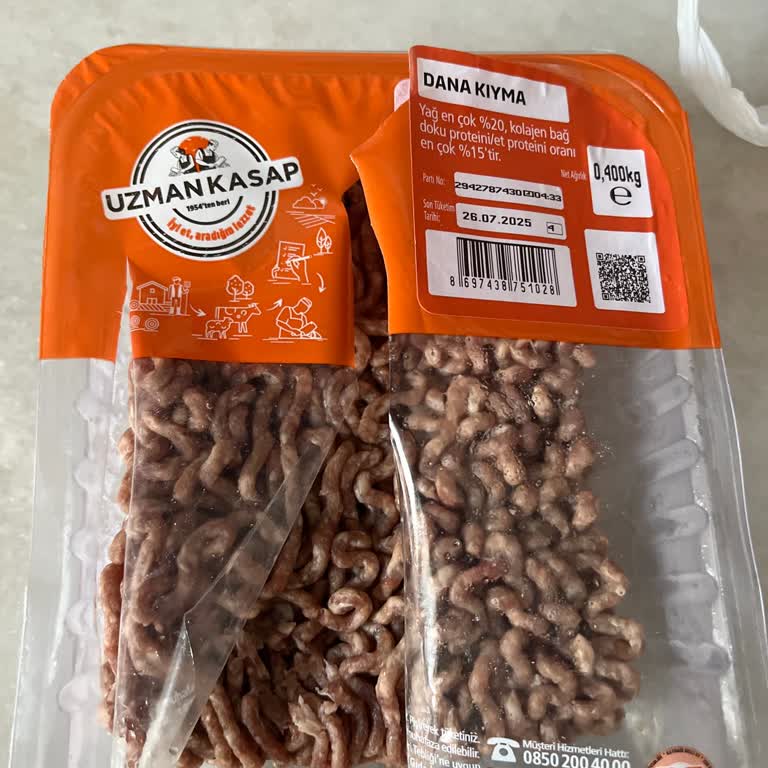 UZMAN KASAP
1954'ten beri
İyi et, aradığın lezzet
DANA KIYMA
Yağ en çok %20, kolajen bağ
doku proteini/et proteini oranı
en çok %15'tir.
Parti No:
Net Ağırlık
0,400kg
e
Son Tüketim
Tarihi:
26.07.2025
4
8 697438 751028
Müşteri Hizmetleri Hattı:
0850 200 40 00